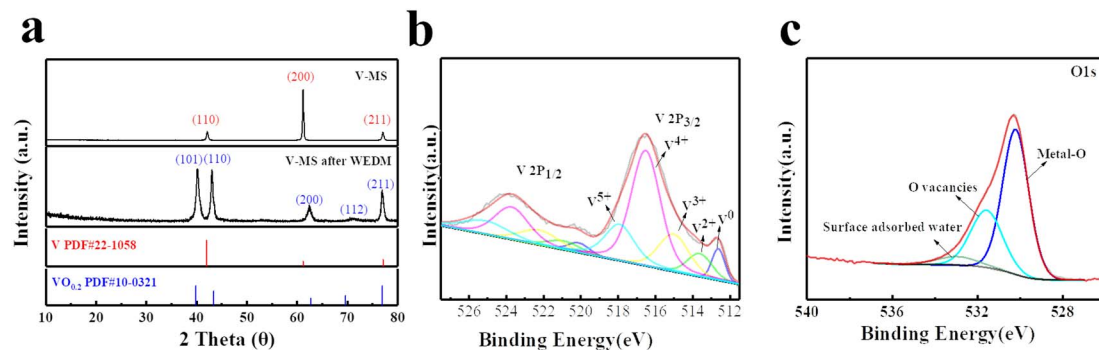 a
Intensity (a.u.)
V-MS
(200)
(110)
(211)
V-MS after WEDM
(101)
(110)
(200)
(112)
(211)
V PDF#22-1058
VO0.2 PDF#10-0321
10 20 30 40 50 60 70 80
2 Theta (θ)
b
Intensity(a.u.)
V 2P3/2
V4+
V 2P1/2
V5+
V3+
V2+
V0
526 524 522 520 518 516 514 512
Binding Energy(eV)
c
Intensity(a.u.)
O1s
Metal-O
O vacancies
Surface adsorbed water
540 536 532 528
Binding Energy(eV)